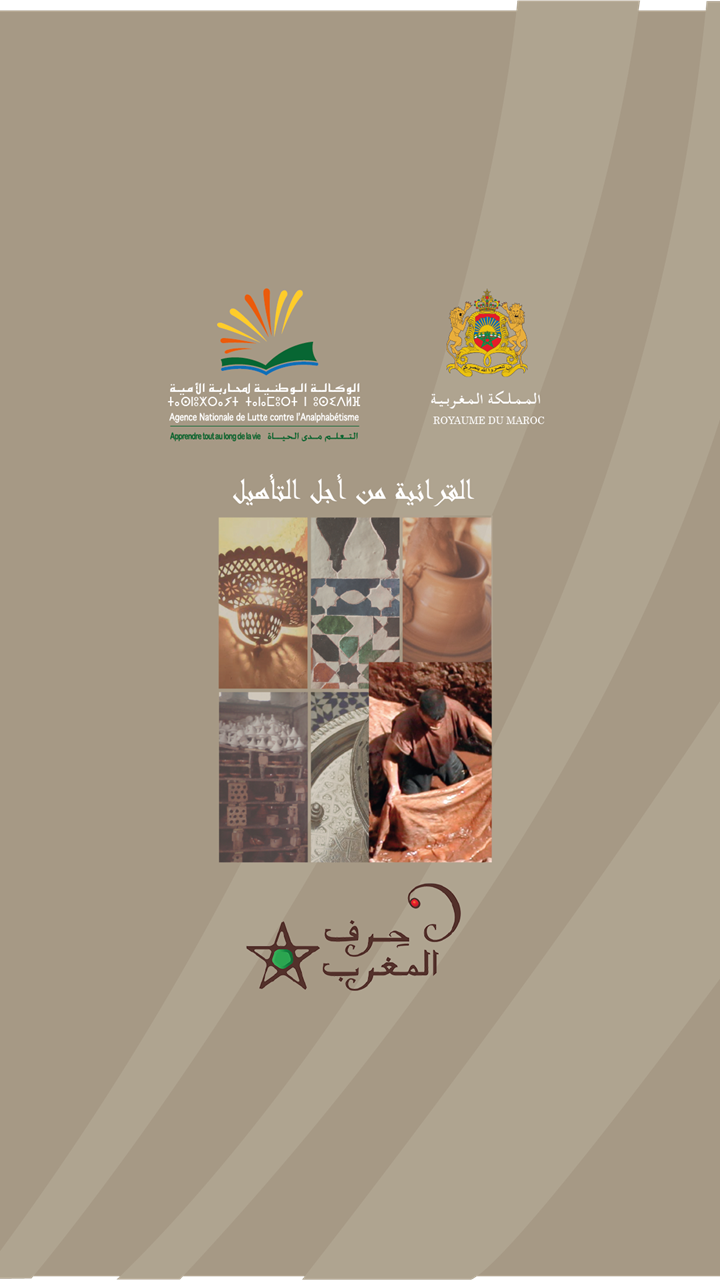 الوكالة الوطنية لمحاربة الأمية
Agence Nationale de Lutte contre l'Analphabétisme
Apprendre tout au long de la vie التعلم مدى الحياة
المملكة المغربية
ROYAUME DU MAROC
القرائية من أجل التأهيل
حِرف
المغرب